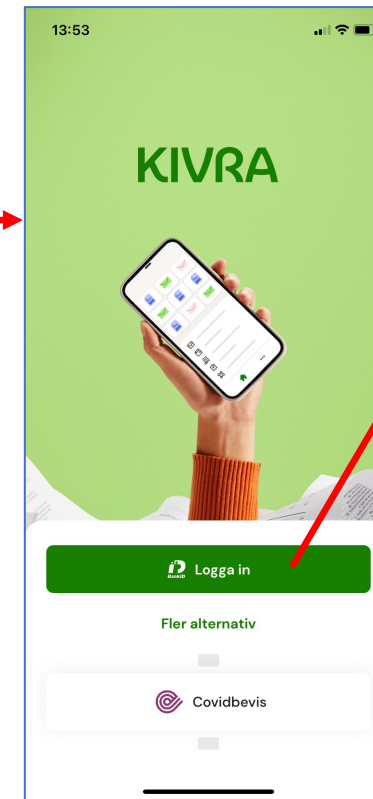 13:53
KIVRA
BankID
Logga in
Fler alternativ
Covidbevis